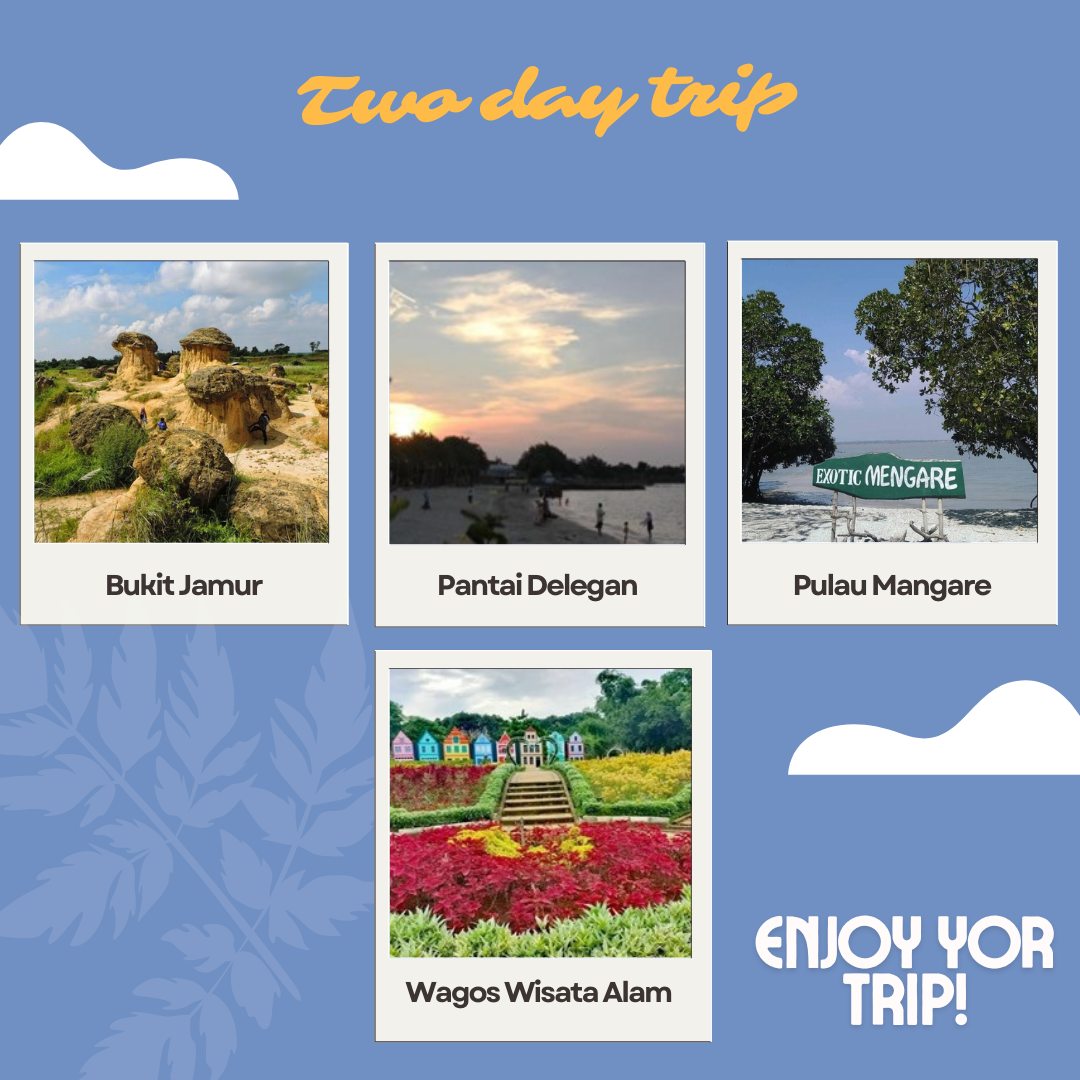 Two day trip
EXOTIC MENGARE
Bukit Jamur
Pantai Delegan
Pulau Mangare
Wagos Wisata Alam
ENJOY YOR
TRIP!